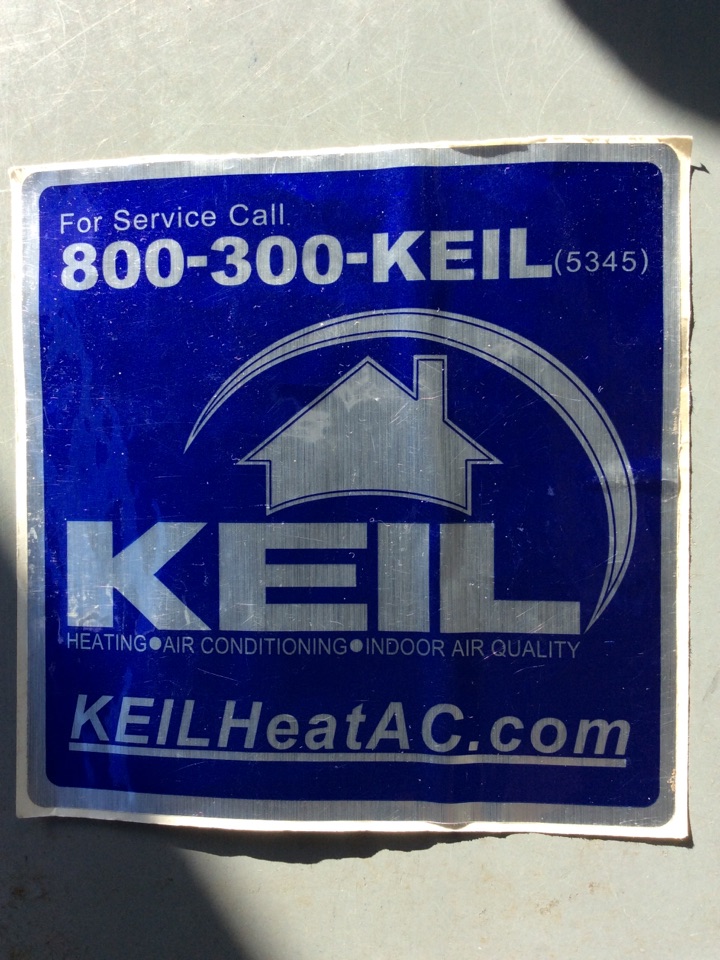 For Service Call
800-300-KEIL (5345)
KEIL
HEATING●AIR CONDITIONING●INDOOR AIR QUALITY
KEILHeatAC.com